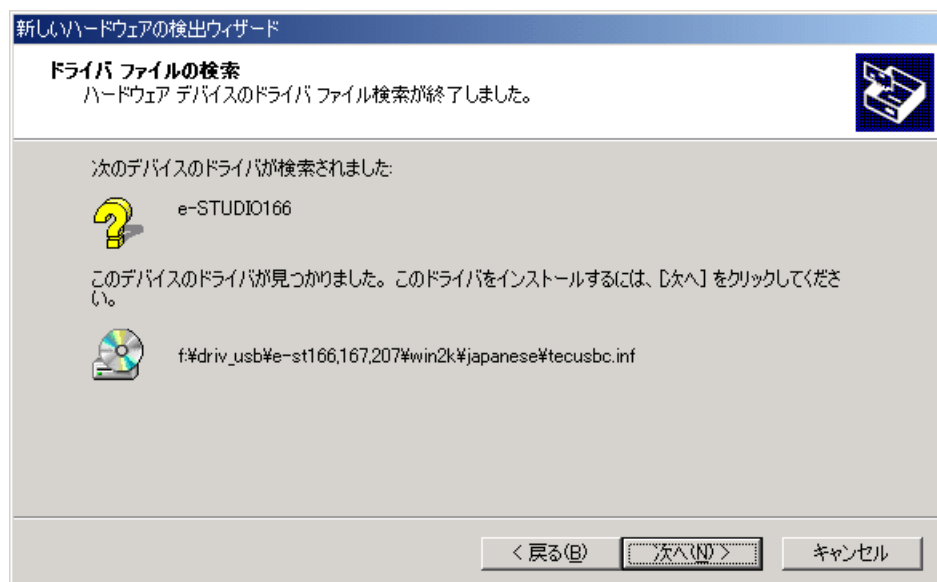 新しいハードウェアの検出ウィザード
ドライバ ファイルの検索
ハードウェア デバイスのドライバ ファイル検索が終了しました。
次のデバイスのドライバが検索されました:
e-STUDIO166
このデバイスのドライバが見つかりました。このドライバをインストールするには、[次へ] をクリックしてくださ
い。
f:¥driv_usb¥e-st166,167,207¥win2k¥japanese¥tecusbc.inf
< 戻る(B) 次へ(N) > キャンセル